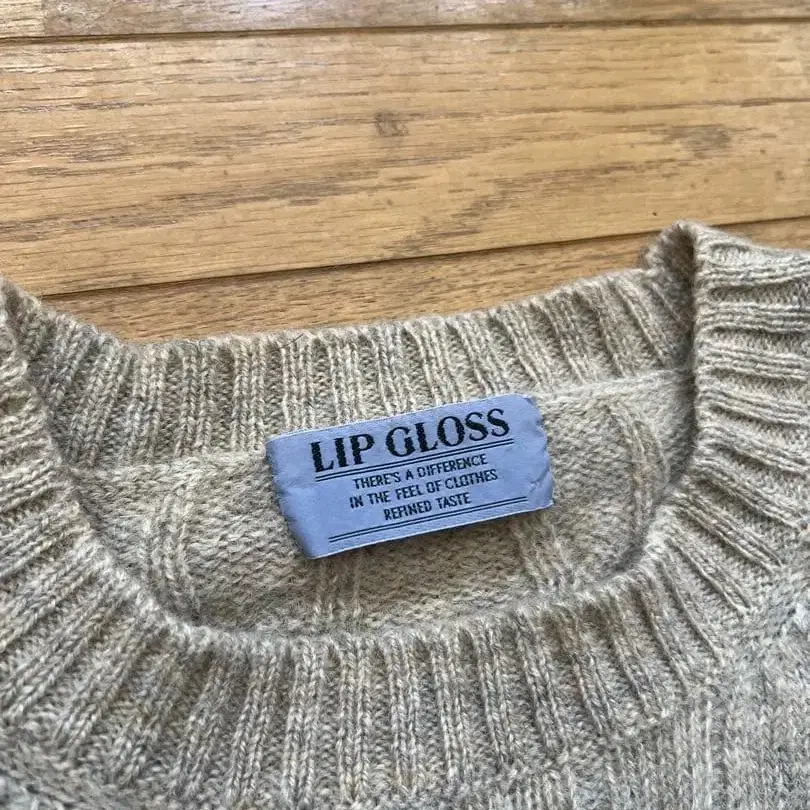 LIP GLOSS
THERE'S A DIFFERENCE
IN THE FEEL OF CLOTHES
REFINED TASTE